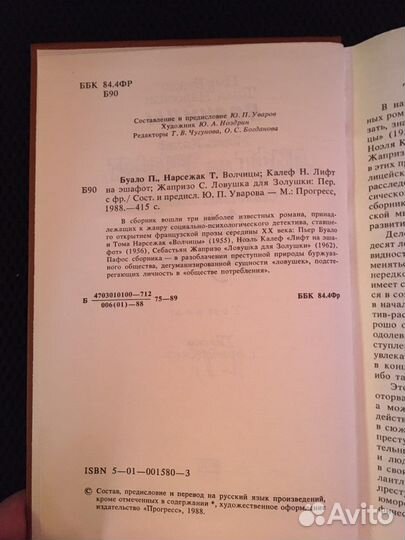 ББК 84.4ФР
Б90
Составление и предисловие Ю. П. Уваров
Художник Ю. А. Ноздрин
Редакторы Т. В. Чугунова, О. С. Богданова
Буало П., Нарсежак Т. Волчицы; Калеф Н. Лифт
Б90 на эшафот; Жапризо С. Ловушка для Золушки: Пер.
с фр./ Сост. и предисл. Ю. П. Уварова — М.: Прогресс,
1988.—415 с.
В сборник вошли три наиболее известных романа, принад-
лежащих к жанру социально-психологического детектива, став-
шего открытием французской прозы середины XX века: Пьер Буало
и Тома Нарсежак «Волчицы» (1955), Ноэль Калеф «Лифт на эша-
фот» (1956), Себастьян Жапризо «Ловушка для Золушки» (1962).
Пафос сборника — в разоблачении преступной природы буржуаз-
ного общества, дегуманизированной сущности «ловушек», подсте-
регающих личность в «обществе потребления».
Б 4703010100—712
006(01)—88
75—89
ББК 84.4Фр
ISBN 5—01—001580—3
© Состав, предисловие и перевод на русский язык произведений,
кроме отмеченных в содержании *, художественное оформление
издательство «Прогресс», 1988.
Avito